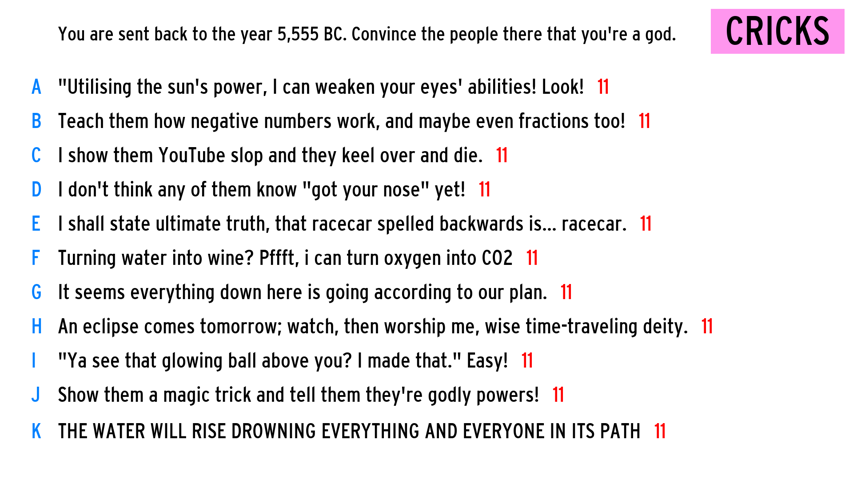 You are sent back to the year 5,555 BC. Convince the people there that you're a god.
CRICKS
A "Utilising the sun's power, I can weaken your eyes' abilities! Look! 11
B Teach them how negative numbers work, and maybe even fractions too! 11
C I show them YouTube slop and they keel over and die. 11
D I don't think any of them know "got your nose" yet! 11
E I shall state ultimate truth, that racecar spelled backwards is... racecar. 11
F Turning water into wine? Pffft, i can turn oxygen into CO2 11
G It seems everything down here is going according to our plan. 11
H An eclipse comes tomorrow; watch, then worship me, wise time-traveling deity. 11
I "Ya see that glowing ball above you? I made that." Easy! 11
J Show them a magic trick and tell them they're godly powers! 11
K THE WATER WILL RISE DROWNING EVERYTHING AND EVERYONE IN ITS PATH 11